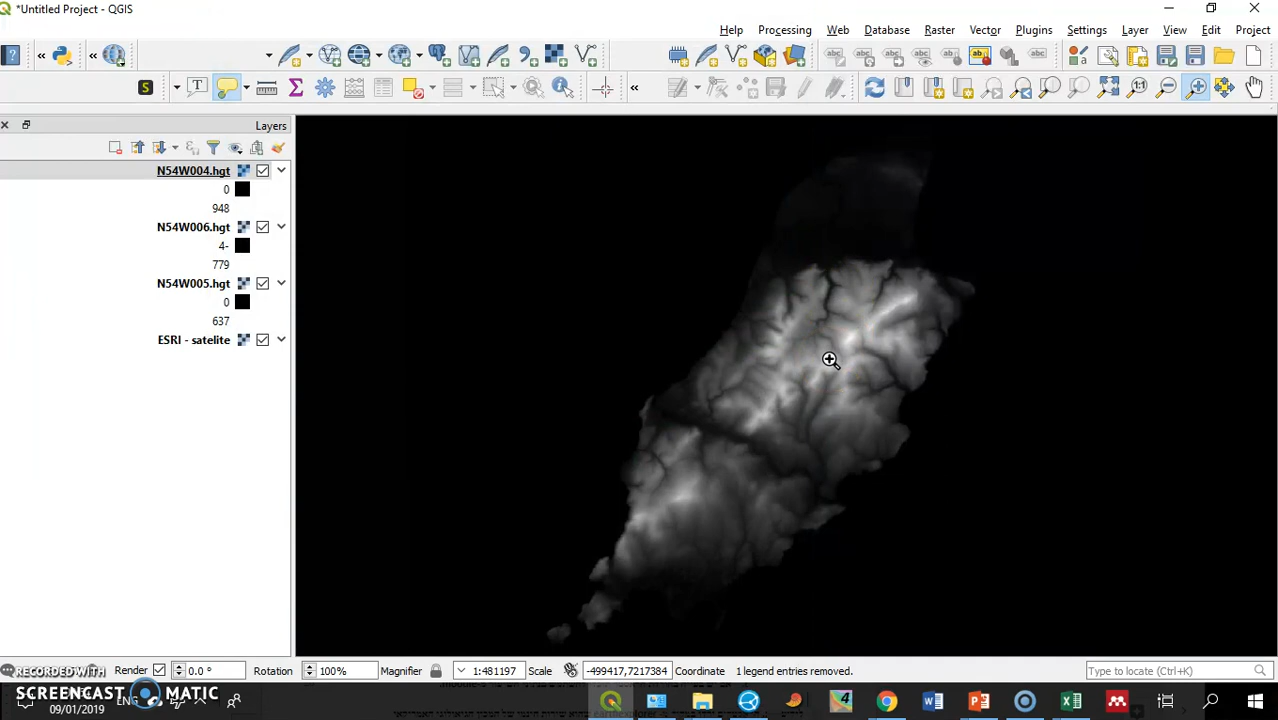 *Untitled Project - QGIS
Help Processing Web Database Raster Vector Plugins Settings Layer View Edit Project
Layers
N54W004.hgt
0
948
N54W006.hgt
4-
779
N54W005.hgt
0
637
ESRI - satelite
Render 0.0 ° Rotation 100% Magnifier 1:481197 Scale -499417,7217384 Coordinate 1 legend entries removed. Type to locate (Ctrl+K)
RECORDED WITH
SCREENCAST MATIC
ENG
09/01/2019